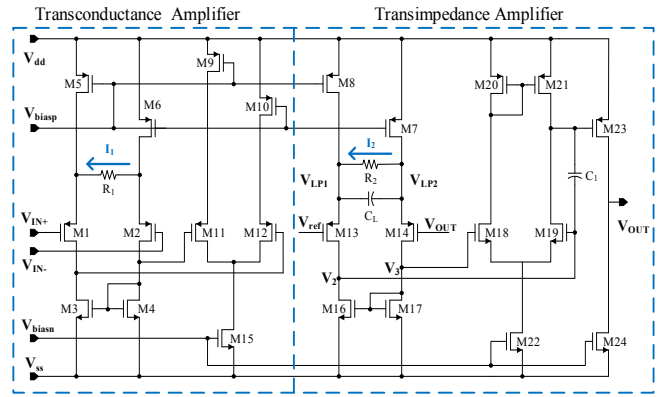 Transconductance Amplifier
Transimpedance Amplifier
Vdd
M5
M9
M8
M20
M21
M6
M10
Vbiasp
M7
M23
I1
I2
R1
VLP1
R2
VLP2
C1
CL
VOUT
VIN+
M1
M2
M11
M12
Vref
M13
M14
VOUT
M18
M19
VIN-
V2
V3
M3
M4
M16
M17
Vbiasn
M15
M22
M24
Vss